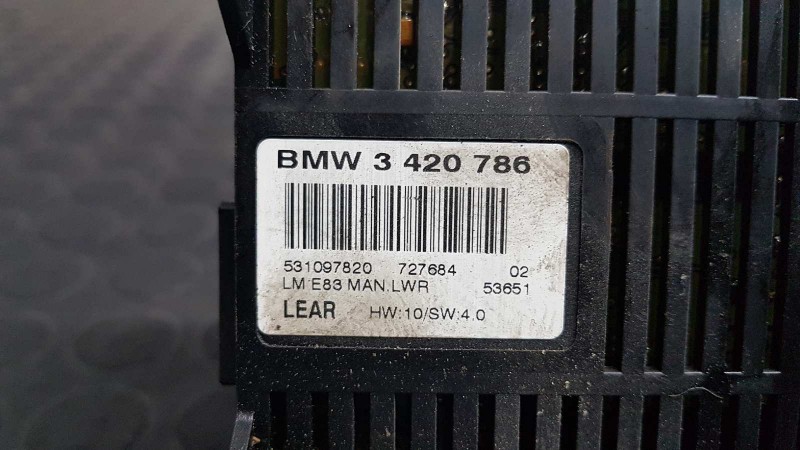 BMW 3 420 786
531097820 727684 02
LM E83 MAN.LWR 53651
LEAR HW:10/SW:4.0